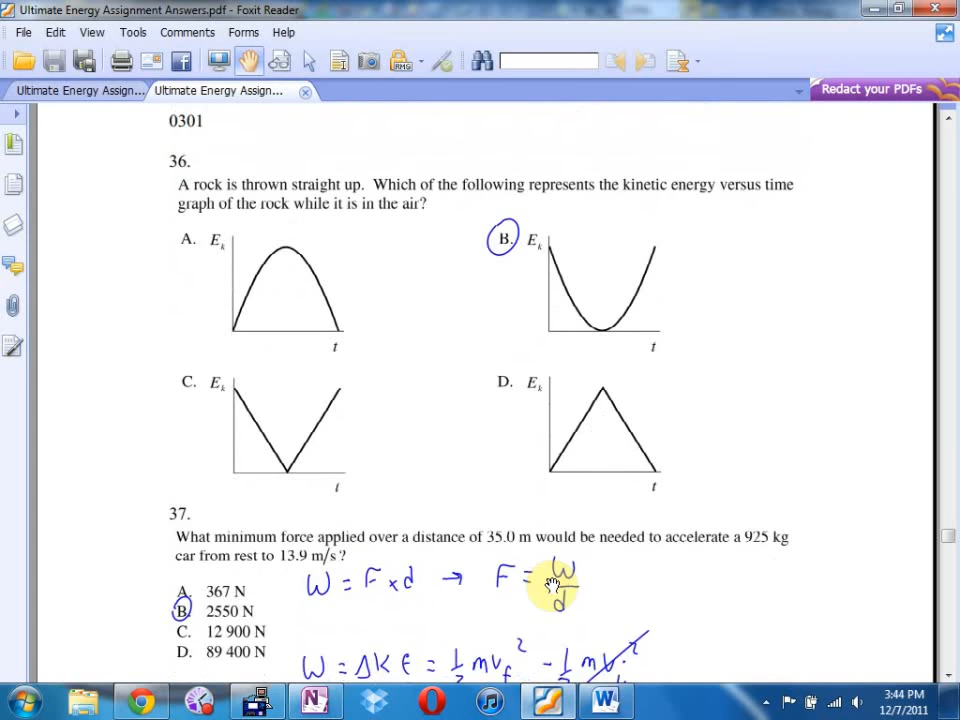 Ultimate Energy Assignment Answers.pdf - Foxit Reader
File Edit View Tools Comments Forms Help
Ultimate Energy Assign... Ultimate Energy Assign... Redact your PDFs
0301
36.
A rock is thrown straight up. Which of the following represents the kinetic energy versus time
graph of the rock while it is in the air?
A. Ek B. Ek
t t
C. Ek D. Ek
t t
37.
What minimum force applied over a distance of 35.0 m would be needed to accelerate a 925 kg
car from rest to 13.9 m/s?
A. 367 N
B. 2550 N
C. 12 900 N
D. 89 400 N
W = F x d → F = W/d
W = ΔKE = 1/2 m vf² - 1/2 m
3:44 PM
12/7/2011